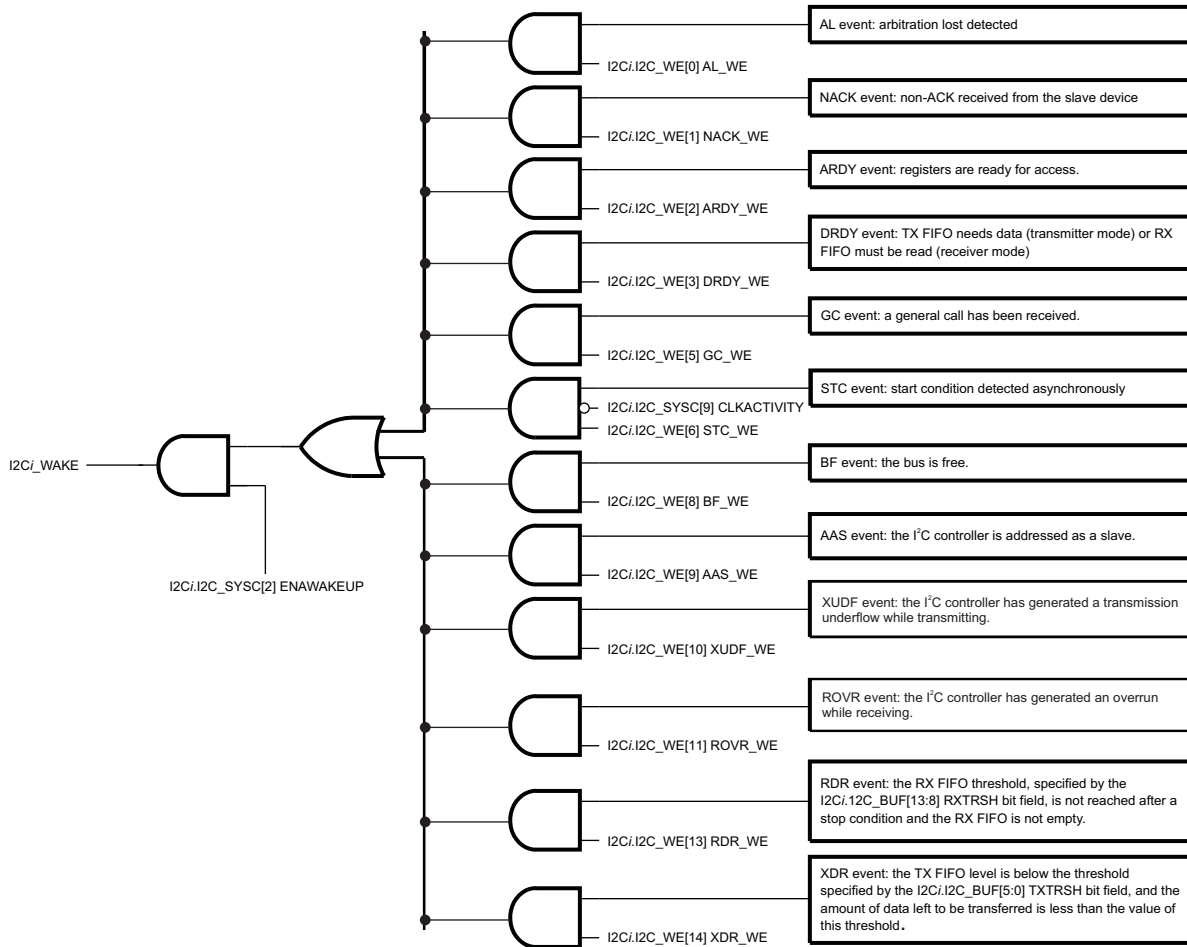 AL event: arbitration lost detected
I2Ci.I2C_WE[0] AL_WE
NACK event: non-ACK received from the slave device
I2Ci.I2C_WE[1] NACK_WE
ARDY event: registers are ready for access.
I2Ci.I2C_WE[2] ARDY_WE
DRDY event: TX FIFO needs data (transmitter mode) or RX
FIFO must be read (receiver mode)
I2Ci.I2C_WE[3] DRDY_WE
GC event: a general call has been received.
I2Ci.I2C_WE[5] GC_WE
STC event: start condition detected asynchronously
I2Ci.I2C_SYSC[9] CLKACTIVITY
I2Ci.I2C_WE[6] STC_WE
I2Ci_WAKE
BF event: the bus is free.
I2Ci.I2C_WE[8] BF_WE
AAS event: the I²C controller is addressed as a slave.
I2Ci.I2C_WE[9] AAS_WE
I2Ci.I2C_SYSC[2] ENAWAKEUP
XUDF event: the I²C controller has generated a transmission
underflow while transmitting.
I2Ci.I2C_WE[10] XUDF_WE
ROVR event: the I²C controller has generated an overrun
while receiving.
I2Ci.I2C_WE[11] ROVR_WE
RDR event: the RX FIFO threshold, specified by the
I2Ci.12C_BUF[13:8] RXTRSH bit field, is not reached after a
stop condition and the RX FIFO is not empty.
I2Ci.I2C_WE[13] RDR_WE
XDR event: the TX FIFO level is below the threshold
specified by the I2Ci.I2C_BUF[5:0] TXTRSH bit field, and the
amount of data left to be transferred is less than the value of
this threshold.
I2Ci.I2C_WE[14] XDR_WE